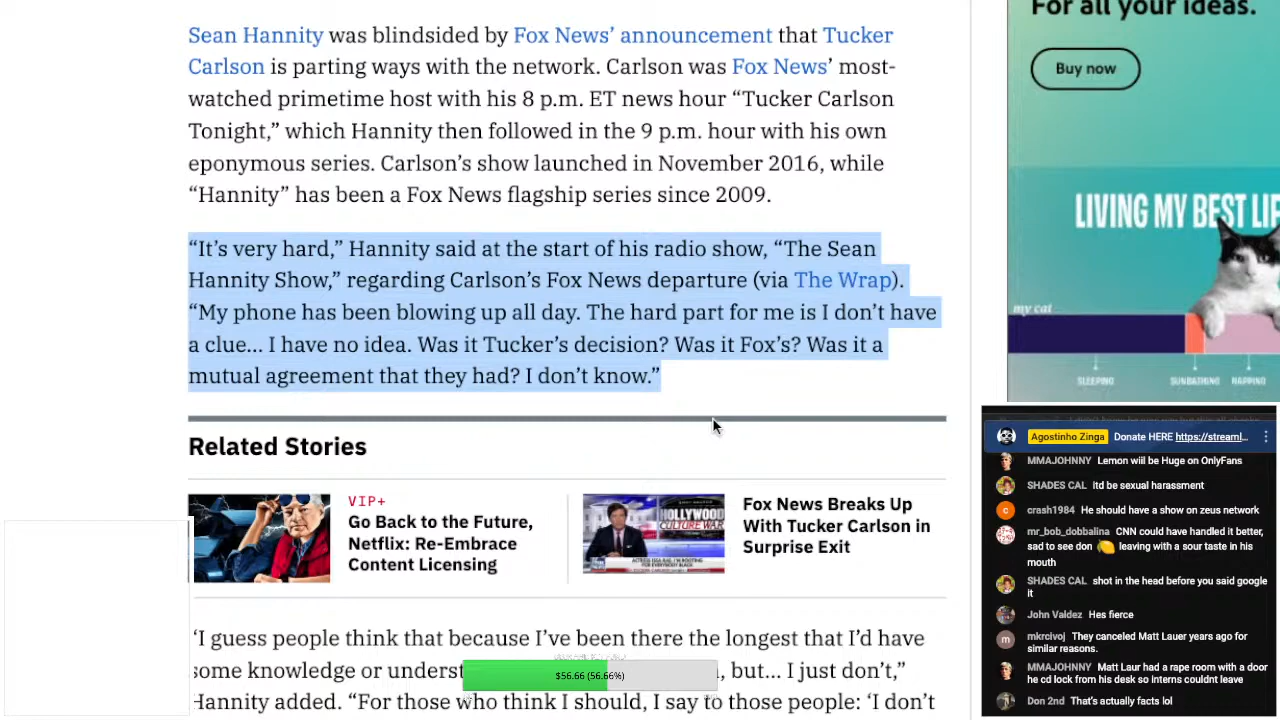 Sean Hannity was blindsided by Fox News’ announcement that Tucker
Carlson is parting ways with the network. Carlson was Fox News’ most-
watched primetime host with his 8 p.m. ET news hour “Tucker Carlson
Tonight,” which Hannity then followed in the 9 p.m. hour with his own
eponymous series. Carlson’s show launched in November 2016, while
“Hannity” has been a Fox News flagship series since 2009.
“It’s very hard,” Hannity said at the start of his radio show, “The Sean
Hannity Show,” regarding Carlson’s Fox News departure (via The Wrap).
“My phone has been blowing up all day. The hard part for me is I don’t have
a clue… I have no idea. Was it Tucker’s decision? Was it Fox’s? Was it a
mutual agreement that they had? I don’t know.”
Related Stories
VIP+
Go Back to the Future,
Netflix: Re-Embrace
Content Licensing
HOLLYWOOD
CULTURE WAR
Fox News Breaks Up
With Tucker Carlson in
Surprise Exit
‘I guess people think that because I’ve been there the longest that I’d have
some knowledge or underst
, but… I just don’t,”
Hannity added. “For those who think I should, I say to those people: ‘I don’t
$56.66 (56.66%)
For all your ideas.
Buy now
LIVING MY BEST LIF
my cat
SLEEPING
SUNBATHING
NAPPING
Agostinho Zinga Donate HERE https://streaml...
MMAJOHNNY Lemon wiil be Huge on OnlyFans
SHADES CAL itd be sexual harassment
crash1984 He should have a show on zeus network
mr_bob_dobbalina CNN could have handled it better,
sad to see don 🍋 leaving with a sour taste in his
mouth
SHADES CAL shot in the head before you said google
it
John Valdez Hes fierce
mkrcivoj They canceled Matt Lauer years ago for
similar reasons.
MMAJOHNNY Matt Laur had a rape room with a door
he cd lock from his desk so interns couldnt leave
Don 2nd That’s actually facts lol